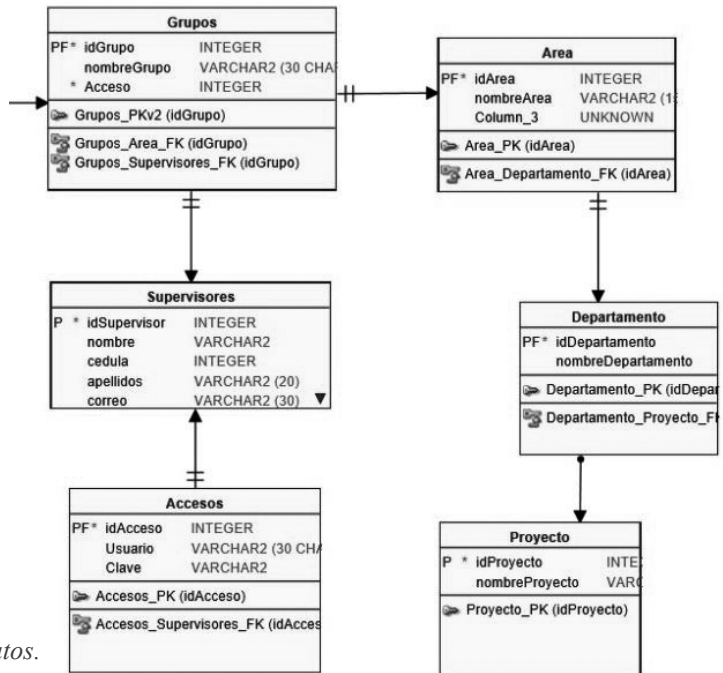 Grupos
PF* idGrupo INTEGER
nombreGrupo VARCHAR2 (30 CHA
* Acceso INTEGER
Grupos_PKv2 (idGrupo)
Grupos_Area_FK (idGrupo)
Grupos_Supervisores_FK (idGrupo)
Area
PF* idArea INTEGER
nombreArea VARCHAR2 (15
Column_3 UNKNOWN
Area_PK (idArea)
Area_Departamento_FK (idArea)
Supervisores
P * idSupervisor INTEGER
nombre VARCHAR2
cedula INTEGER
apellidos VARCHAR2 (20)
correo VARCHAR2 (30)
Departamento
PF* idDepartamento
nombreDepartamento
Departamento_PK (idDepar
Departamento_Proyecto_F
Accesos
PF* idAcceso INTEGER
Usuario VARCHAR2 (30 CHA
Clave VARCHAR2
Accesos_PK (idAcceso)
Accesos_Supervisores_FK (idAcces
Proyecto
P * idProyecto INTE
nombreProyecto VARC
Proyecto_PK (idProyecto)
tos.